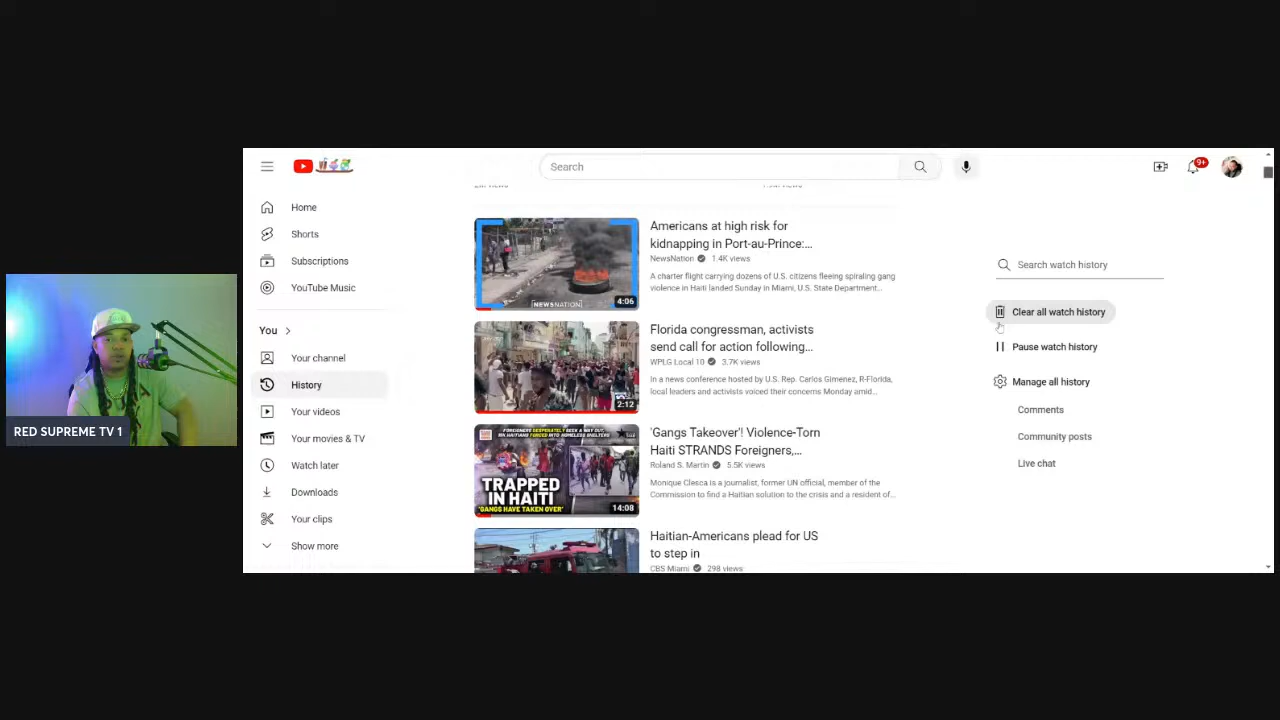 Search
9+
Home
Shorts
Subscriptions
YouTube Music
You
Your channel
History
Your videos
Your movies & TV
Watch later
Downloads
Your clips
Show more
NEWSNATION
4:06
Americans at high risk for
kidnapping in Port-au-Prince:...
NewsNation 1.4K views
A charter flight carrying dozens of U.S. citizens fleeing spiraling gang
violence in Haiti landed Sunday in Miami, U.S. State Department...
2:12
Florida congressman, activists
send call for action following...
WPLG Local 10 3.7K views
In a news conference hosted by U.S. Rep. Carlos Gimenez, R-Florida,
local leaders and activists voiced their concerns Monday amid...
TRAPPED
IN HAITI
'GANGS HAVE TAKEN OVER'
14:08
'Gangs Takeover'! Violence-Torn
Haiti STRANDS Foreigners,...
Roland S. Martin 5.5K views
Monique Clesca is a journalist, former UN official, member of the
Commission to find a Haitian solution to the crisis and a resident of...
Haitian-Americans plead for US
to step in
CBS Miami 298 views
Search watch history
Clear all watch history
Pause watch history
Manage all history
Comments
Community posts
Live chat
RED SUPREME TV 1